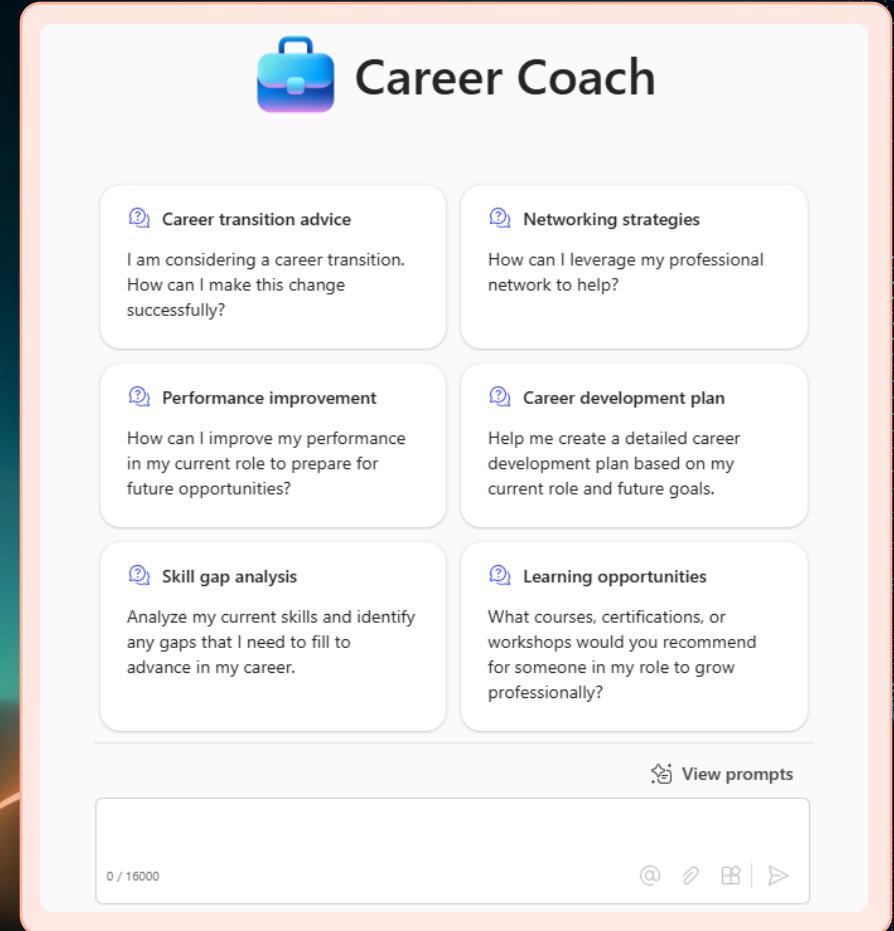 Career Coach
Career transition advice
I am considering a career transition.
How can I make this change
successfully?
Networking strategies
How can I leverage my professional
network to help?
Performance improvement
How can I improve my performance
in my current role to prepare for
future opportunities?
Career development plan
Help me create a detailed career
development plan based on my
current role and future goals.
Skill gap analysis
Analyze my current skills and identify
any gaps that I need to fill to
advance in my career.
Learning opportunities
What courses, certifications, or
workshops would you recommend
for someone in my role to grow
professionally?
View prompts
0 / 16000